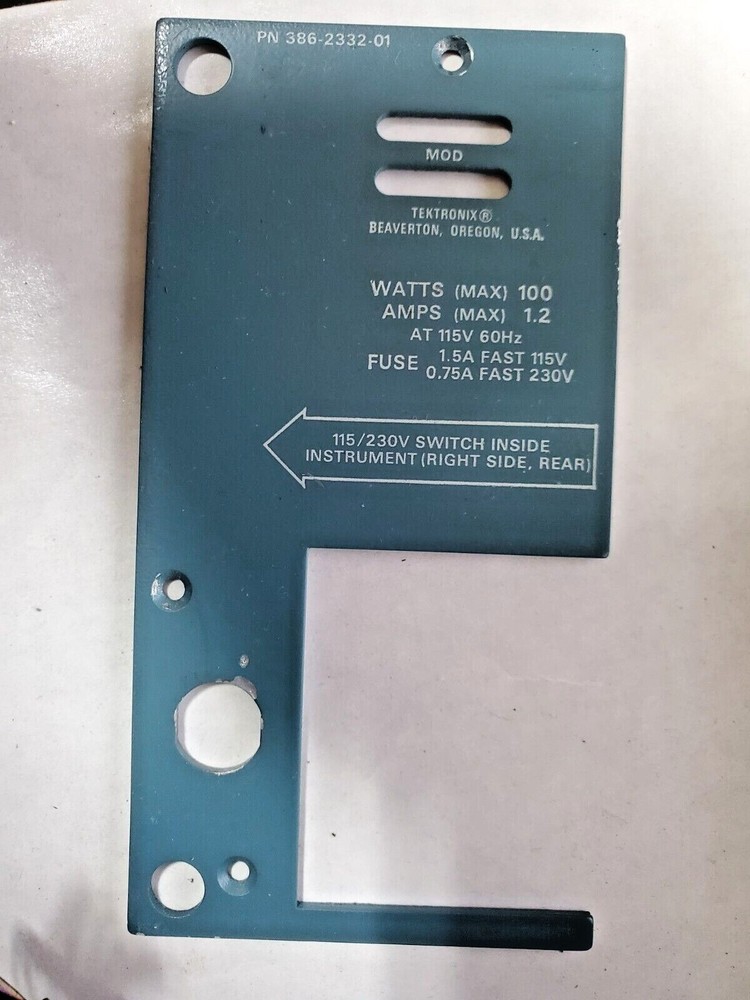 PN 386-2332-01
MOD
TEKTRONIX®
BEAVERTON, OREGON, U.S.A.
WATTS (MAX) 100
AMPS (MAX) 1.2
AT 115V 60Hz
FUSE 1.5A FAST 115V
0.75A FAST 230V
115/230V SWITCH INSIDE
INSTRUMENT (RIGHT SIDE, REAR)